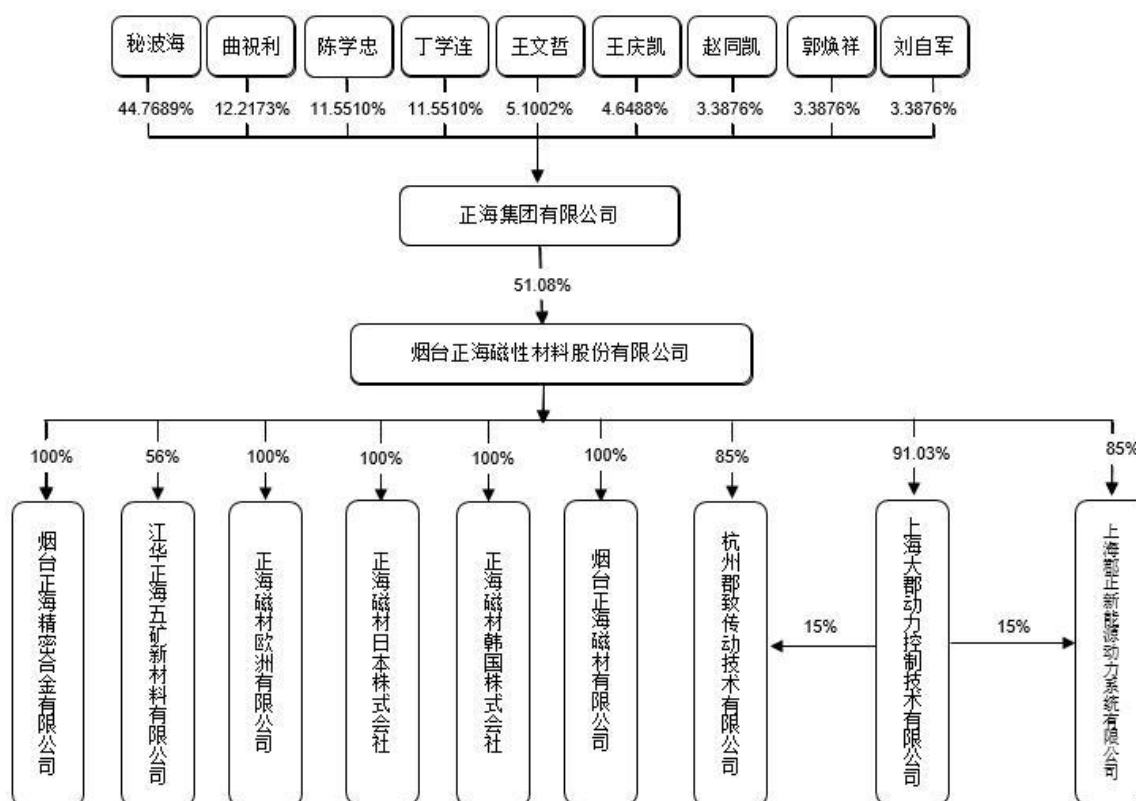 秘波海
曲祝利
陈学忠
丁学连
王文哲
王庆凯
赵同凯
郭焕祥
刘自军
44.7689%
12.2173%
11.5510%
11.5510%
5.1002%
4.6488%
3.3876%
3.3876%
3.3876%
正海集团有限公司
51.08%
烟台正海磁性材料股份有限公司
100%
56%
100%
100%
100%
100%
85%
91.03%
85%
烟台正海精密合金有限公司
江华正海五矿新材料有限公司
正海磁材欧洲有限公司
正海磁材日本株式会社
正海磁材韩国株式会社
烟台正海磁材有限公司
杭州郡致传动技术有限公司
上海大郡动力控制技术有限公司
上海郡正新能源动力系统有限公司
15%
15%